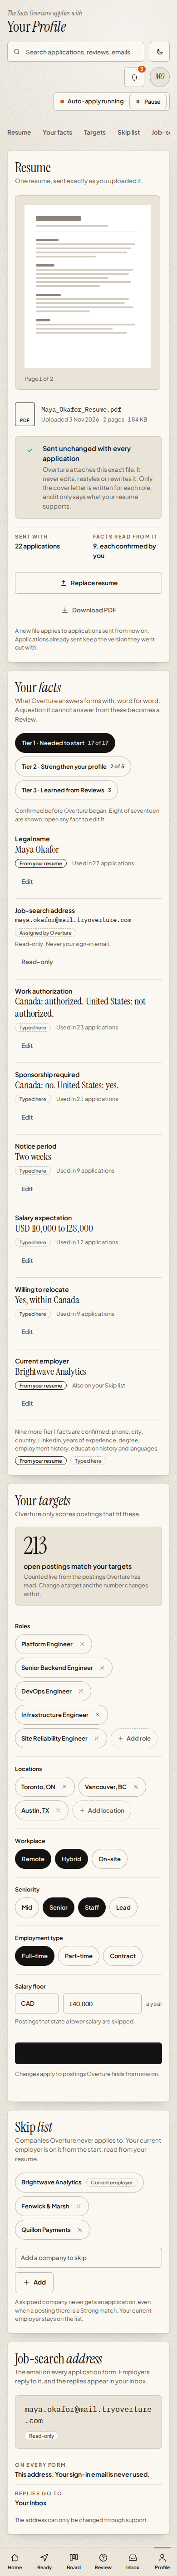 The facts Overture applies with
Your Profile
Search applications, reviews, emails
3
MO
Auto-apply running
Pause
Resume
Your facts
Targets
Skip list
Resume
One resume, sent exactly as you uploaded it.
Page 1 of 2
PDF
Maya_Okafor_Resume.pdf
Uploaded 3 Nov 2026 · 2 pages · 184 KB
Sent unchanged with every
application
Overture attaches this exact file. It never
edits, restyles or rewrites it. Only
the cover letter is written for each role,
and it only says what your resume
supports.
SENT WITH
22 applications
FACTS READ FROM IT
9, each confirmed by
you
Replace resume
Download PDF
A new file applies to applications sent from now on.
Applications already sent keep the version they went
out with.
Your facts
What Overture answers forms with, word for word.
A question it cannot answer from these becomes a
Review.
Tier 1 · Needed to start 17 of 17
Tier 2 · Strengthen your profile 2 of 5
Tier 3 · Learned from Reviews 3
Confirmed before Overture began. Eight of seventeen
are shown; open any fact to edit it.
Legal name
Maya Okafor
From your resume
Used in 22 applications
Edit
Job-search address
maya.okafor@mail.tryoverture.com
Assigned by Overture
Read-only. Never your sign-in email.
Read-only
Work authorization
Canada: authorized. United States: not
authorized.
Typed here
Used in 23 applications
Edit
Sponsorship required
Canada: no. United States: yes.
Typed here
Used in 21 applications
Edit
Notice period
Two weeks
Typed here
Used in 9 applications
Edit
Salary expectation
USD 110,000 to 128,000
Typed here
Used in 12 applications
Edit
Willing to relocate
Yes, within Canada
Typed here
Used in 9 applications
Edit
Current employer
Brightwave Analytics
From your resume
Also on your Skip list
Edit
Nine more Tier 1 facts are confirmed: phone, city,
country, LinkedIn, years of experience, degree,
employment history, education history and languages.
From your resume
Typed here
Your targets
Overture only scores postings that fit these.
213
open postings match your targets
Counted live from the postings Overture has
read. Change a target and the number changes
with it.
Roles
Platform Engineer
Senior Backend Engineer
DevOps Engineer
Infrastructure Engineer
Site Reliability Engineer
Add role
Locations
Toronto, ON
Vancouver, BC
Austin, TX
Add location
Workplace
Remote
Hybrid
On-site
Seniority
Mid
Senior
Staff
Lead
Employment type
Full-time
Part-time
Contract
Salary floor
CAD
140,000
a year
Postings that state a lower salary are skipped.
Changes apply to postings Overture finds from now on.
Skip list
Companies Overture never applies to. Your current
employer is on it from the start, read from your
resume.
Brightwave Analytics
Current employer
Fenwick & Marsh
Quillon Payments
Add a company to skip
Add
A skipped company never gets an application, even
when a posting there is a Strong match. Your current
employer stays on the list.
Job-search address
The email on every application form. Employers
reply to it, and the replies appear in your Inbox.
maya.okafor@mail.tryoverture
.com
Read-only
ON EVERY FORM
This address. Your sign-in email is never used.
REPLIES GO TO
Your Inbox
The address can only be changed through support.
Home
Ready
Board
Review
Inbox
Profile